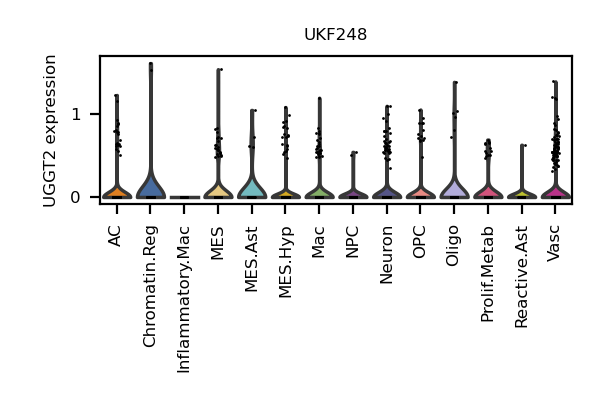 UKF248
UGGT2 expression
1
0
AC
Chromatin.Reg
Inflammatory.Mac
MES
MES.Ast
MES.Hyp
Mac
NPC
Neuron
OPC
Oligo
Prolif.Metab
Reactive.Ast
Vasc